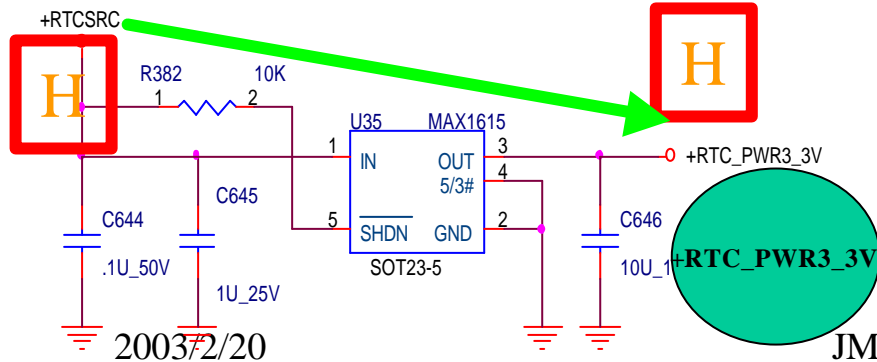 +RTCSRC
H
H
R382
10K
1
2
U35
MAX1615
1
IN
OUT
3
+RTC_PWR3_3V
5/3#
4
C645
C644
5
SHDN
GND
2
C646
.1U_50V
SOT23-5
10U_1
+RTC_PWR3_3V
1U_25V
2003/2/20
JM